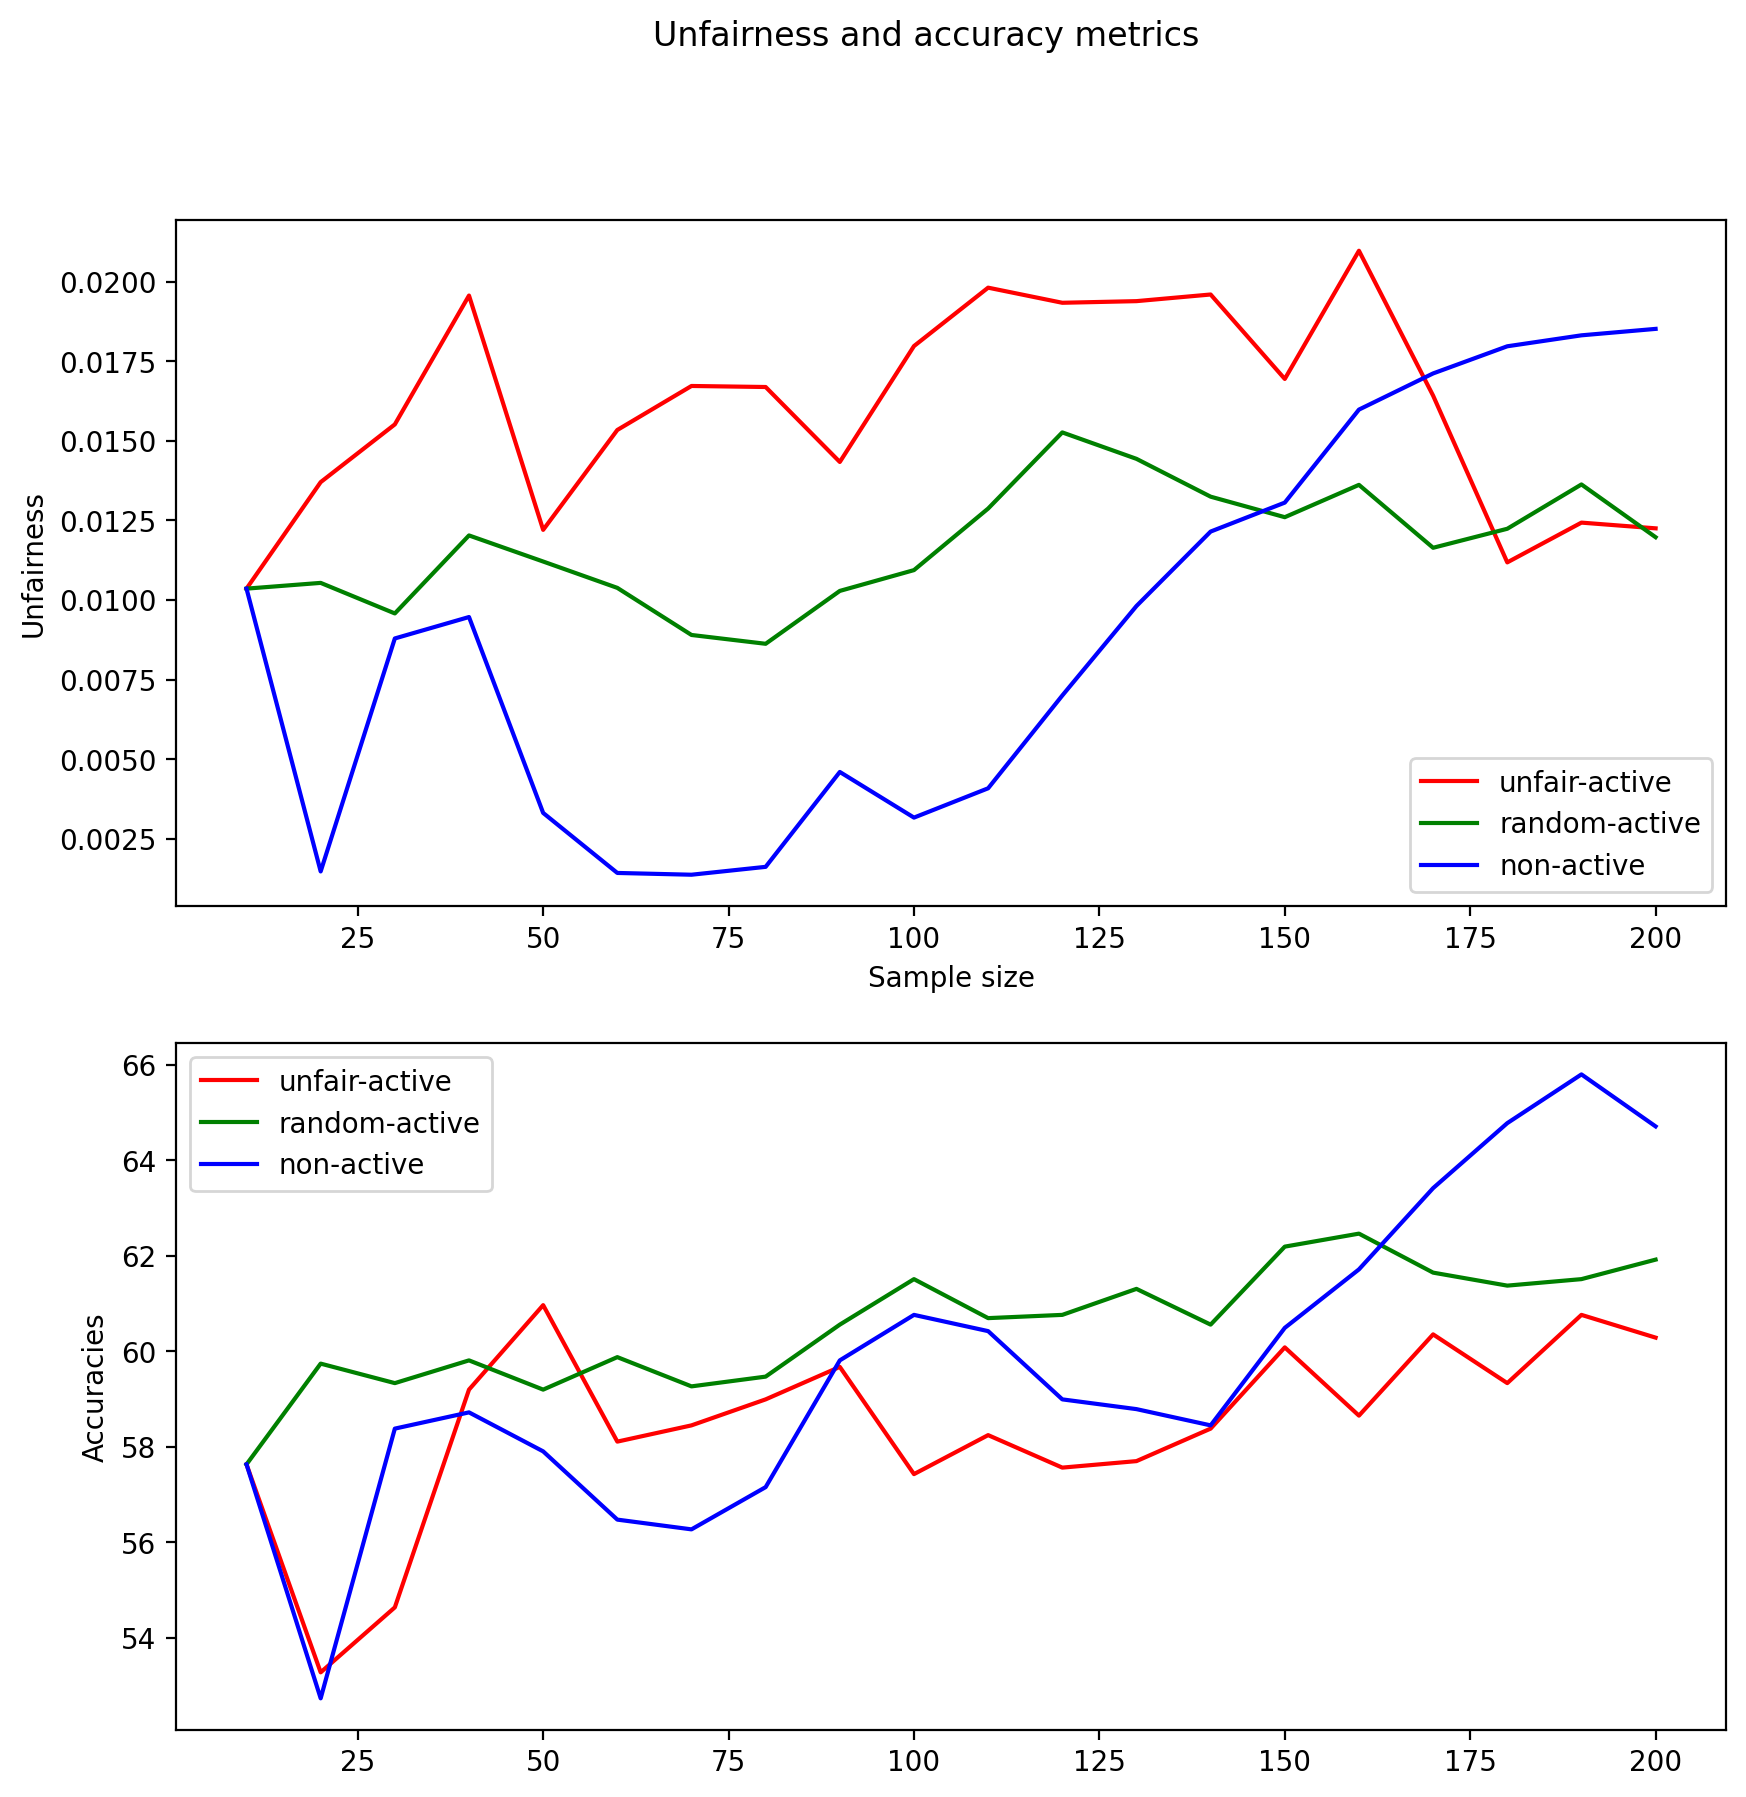 Unfairness and accuracy metrics
0.0200
0.0175
0.0150
0.0125
0.0100
0.0075
0.0050
0.0025
Unfairness
unfair-active
random-active
non-active
25 50 75 100 125 150 175 200
Sample size
66
64
62
60
58
56
54
Accuracies
unfair-active
random-active
non-active
25 50 75 100 125 150 175 200